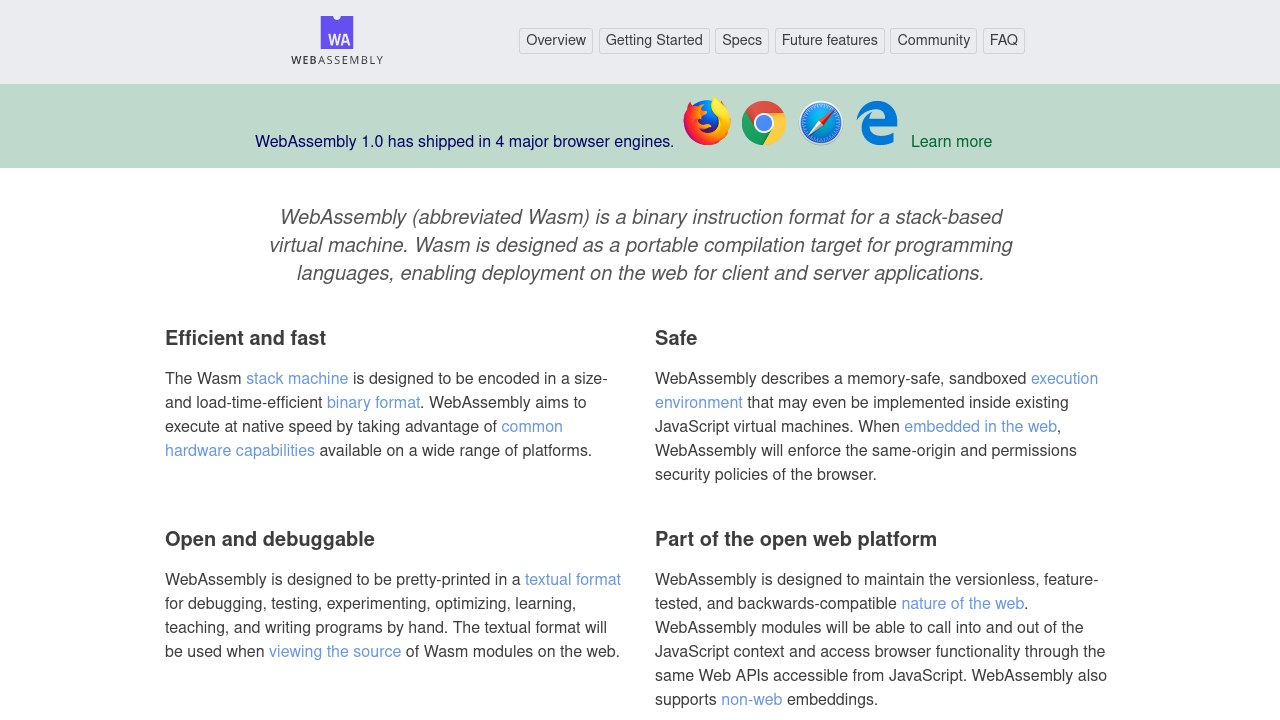 WA
WEBASSEMBLY
Overview Getting Started Specs Future features Community FAQ
WebAssembly 1.0 has shipped in 4 major browser engines. Learn more
WebAssembly (abbreviated Wasm) is a binary instruction format for a stack-based
virtual machine. Wasm is designed as a portable compilation target for programming
languages, enabling deployment on the web for client and server applications.
Efficient and fast
The Wasm stack machine is designed to be encoded in a size-
and load-time-efficient binary format. WebAssembly aims to
execute at native speed by taking advantage of common
hardware capabilities available on a wide range of platforms.
Safe
WebAssembly describes a memory-safe, sandboxed execution
environment that may even be implemented inside existing
JavaScript virtual machines. When embedded in the web,
WebAssembly will enforce the same-origin and permissions
security policies of the browser.
Open and debuggable
WebAssembly is designed to be pretty-printed in a textual format
for debugging, testing, experimenting, optimizing, learning,
teaching, and writing programs by hand. The textual format will
be used when viewing the source of Wasm modules on the web.
Part of the open web platform
WebAssembly is designed to maintain the versionless, feature-
tested, and backwards-compatible nature of the web.
WebAssembly modules will be able to call into and out of the
JavaScript context and access browser functionality through the
same Web APIs accessible from JavaScript. WebAssembly also
supports non-web embeddings.